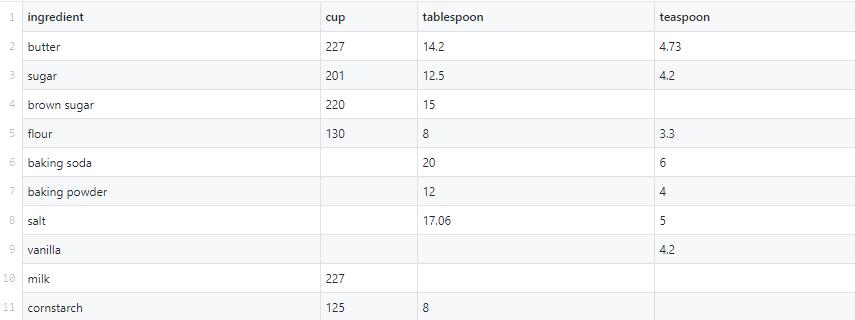 1 ingredient cup tablespoon teaspoon
2 butter 227 14.2 4.73
3 sugar 201 12.5 4.2
4 brown sugar 220 15
5 flour 130 8 3.3
6 baking soda 20 6
7 baking powder 12 4
8 salt 17.06 5
9 vanilla 4.2
10 milk 227
11 cornstarch 125 8